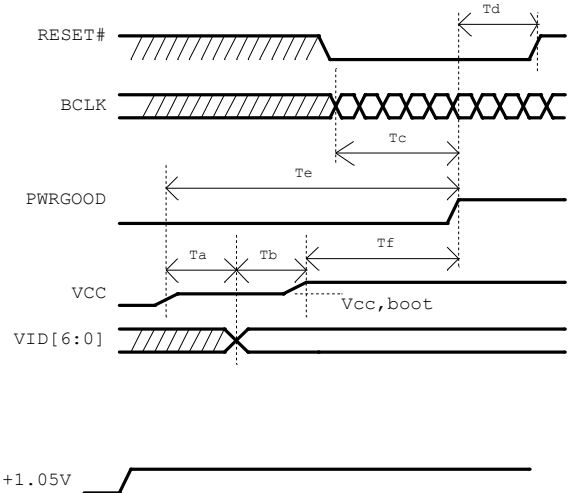 Td
RESET#
BCLK
Tc
Te
PWRGOOD
Ta
Tb
Tf
VCC
Vcc,boot
VID[6:0]
+1.05V